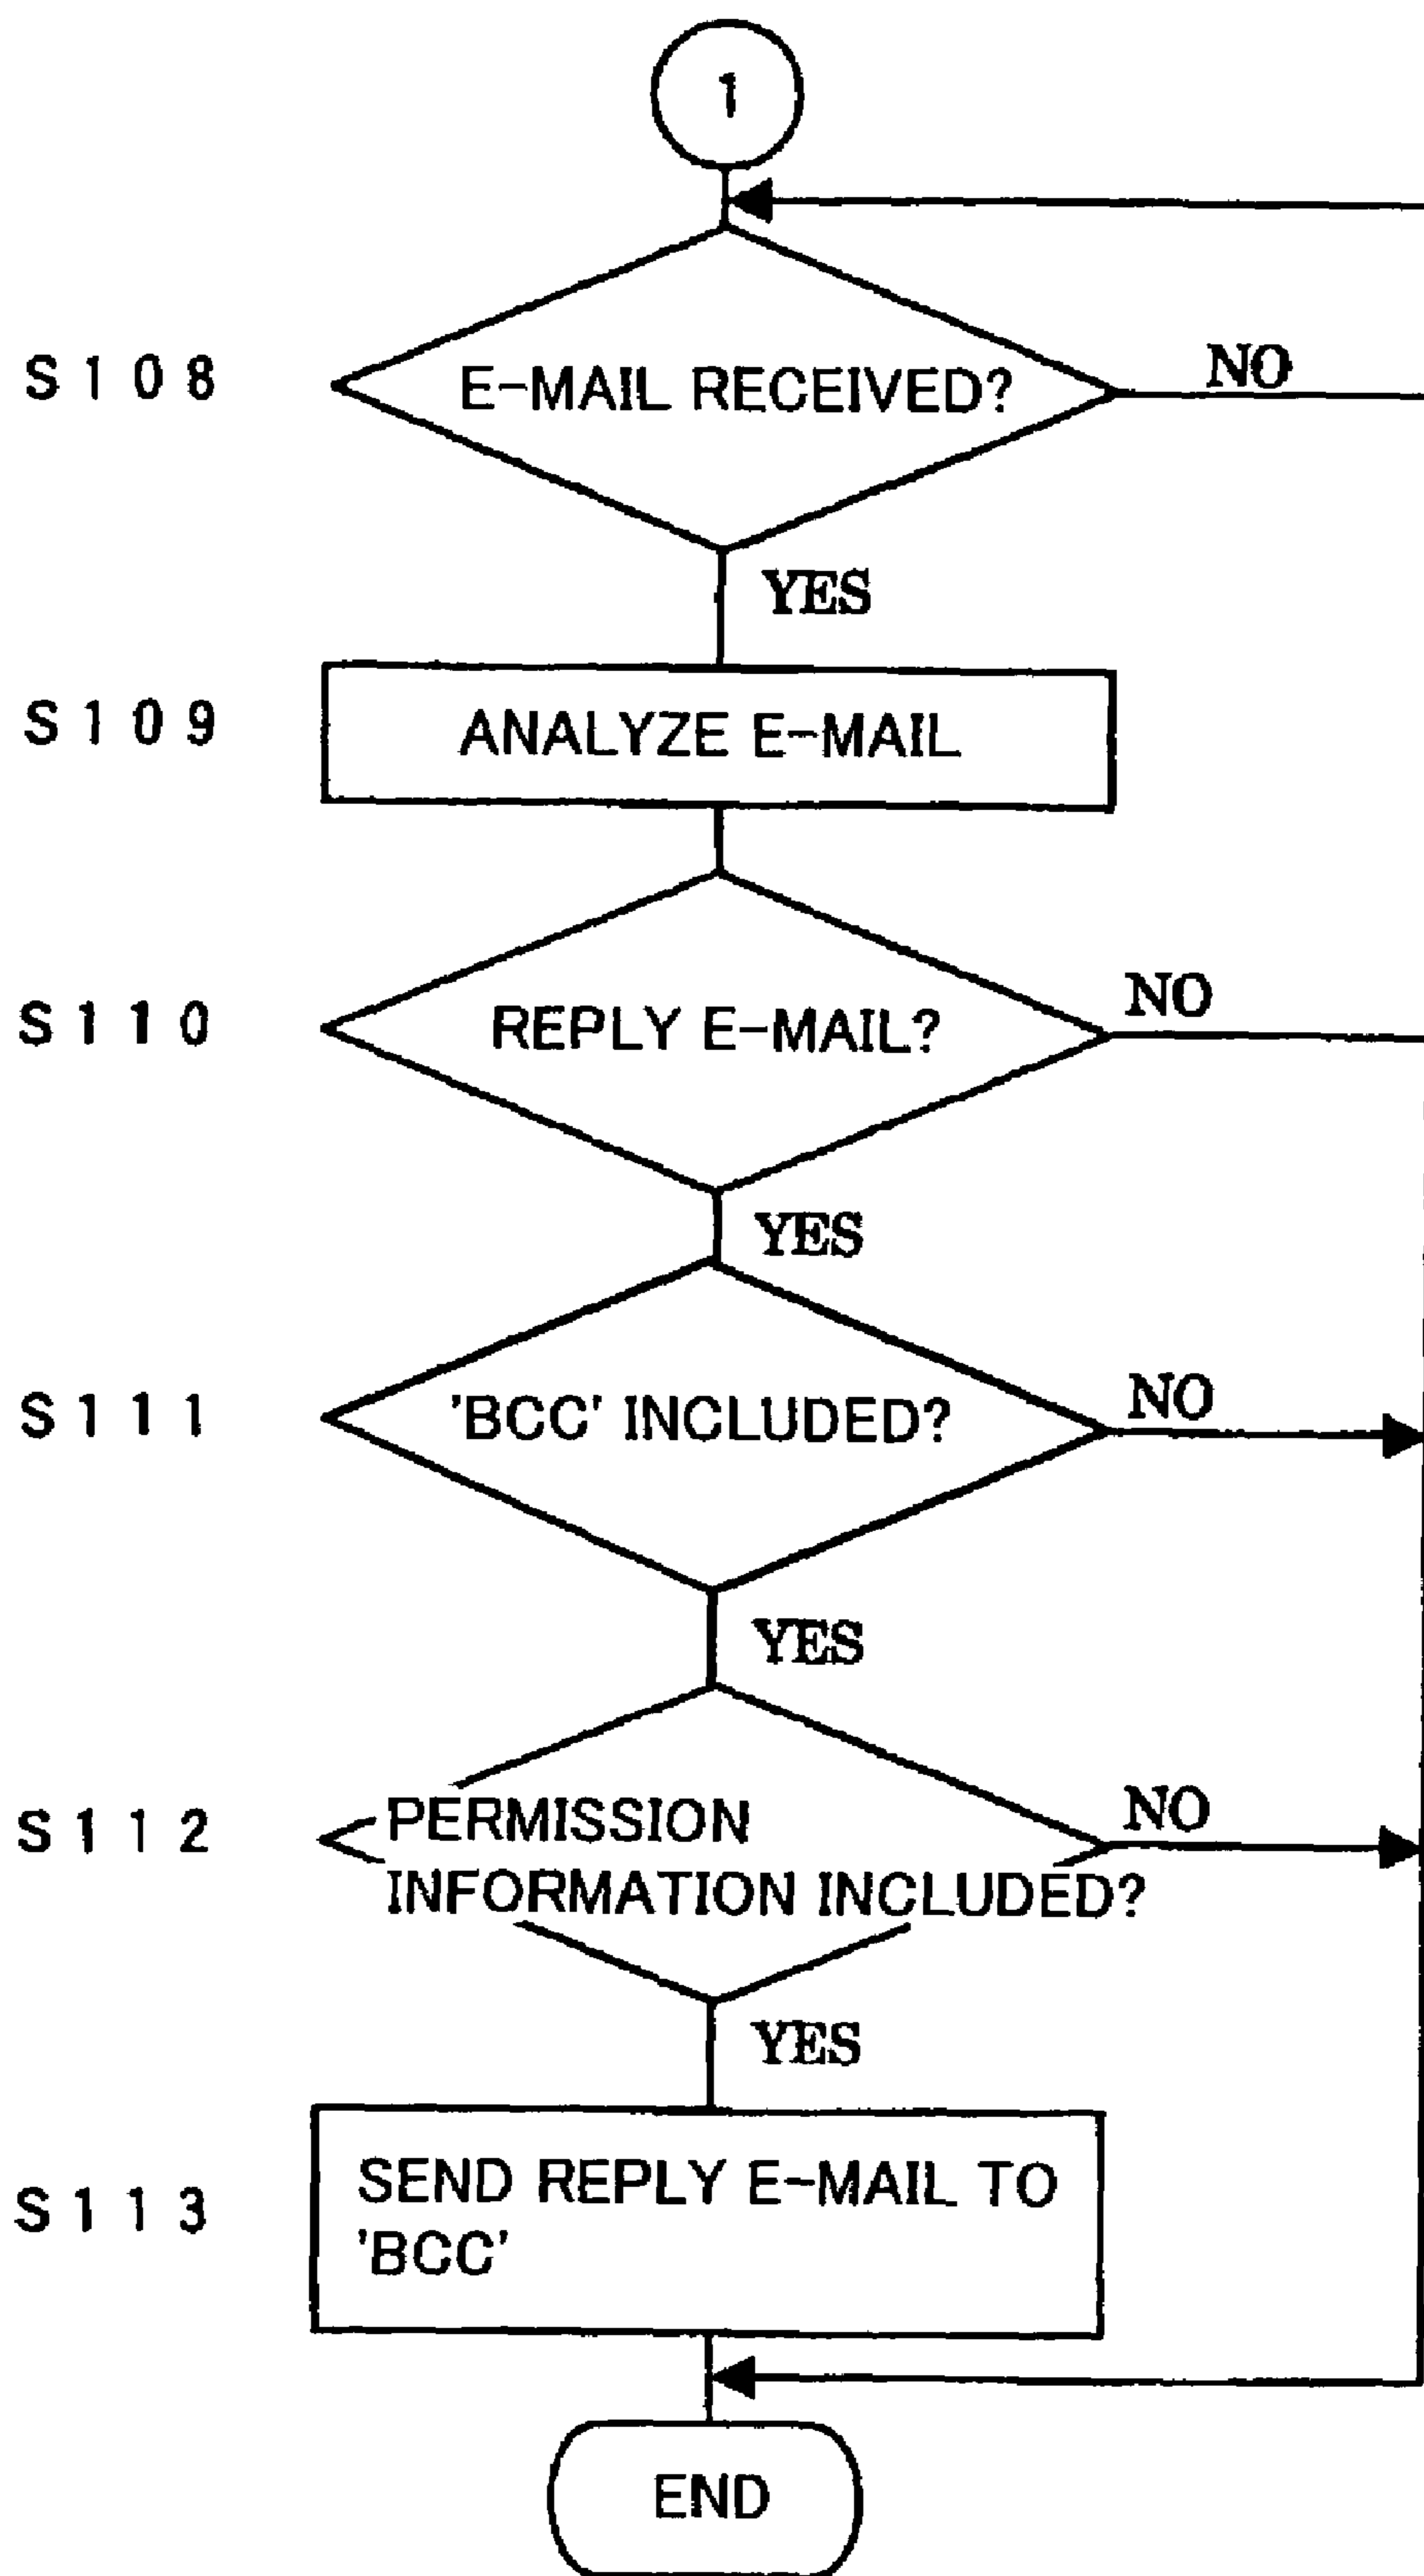 1
S108
E-MAIL RECEIVED?
NO
YES
S109
ANALYZE E-MAIL
S110
REPLY E-MAIL?
NO
YES
S111
'BCC' INCLUDED?
NO
YES
S112
PERMISSION
INFORMATION INCLUDED?
NO
YES
S113
SEND REPLY E-MAIL TO
'BCC'
END